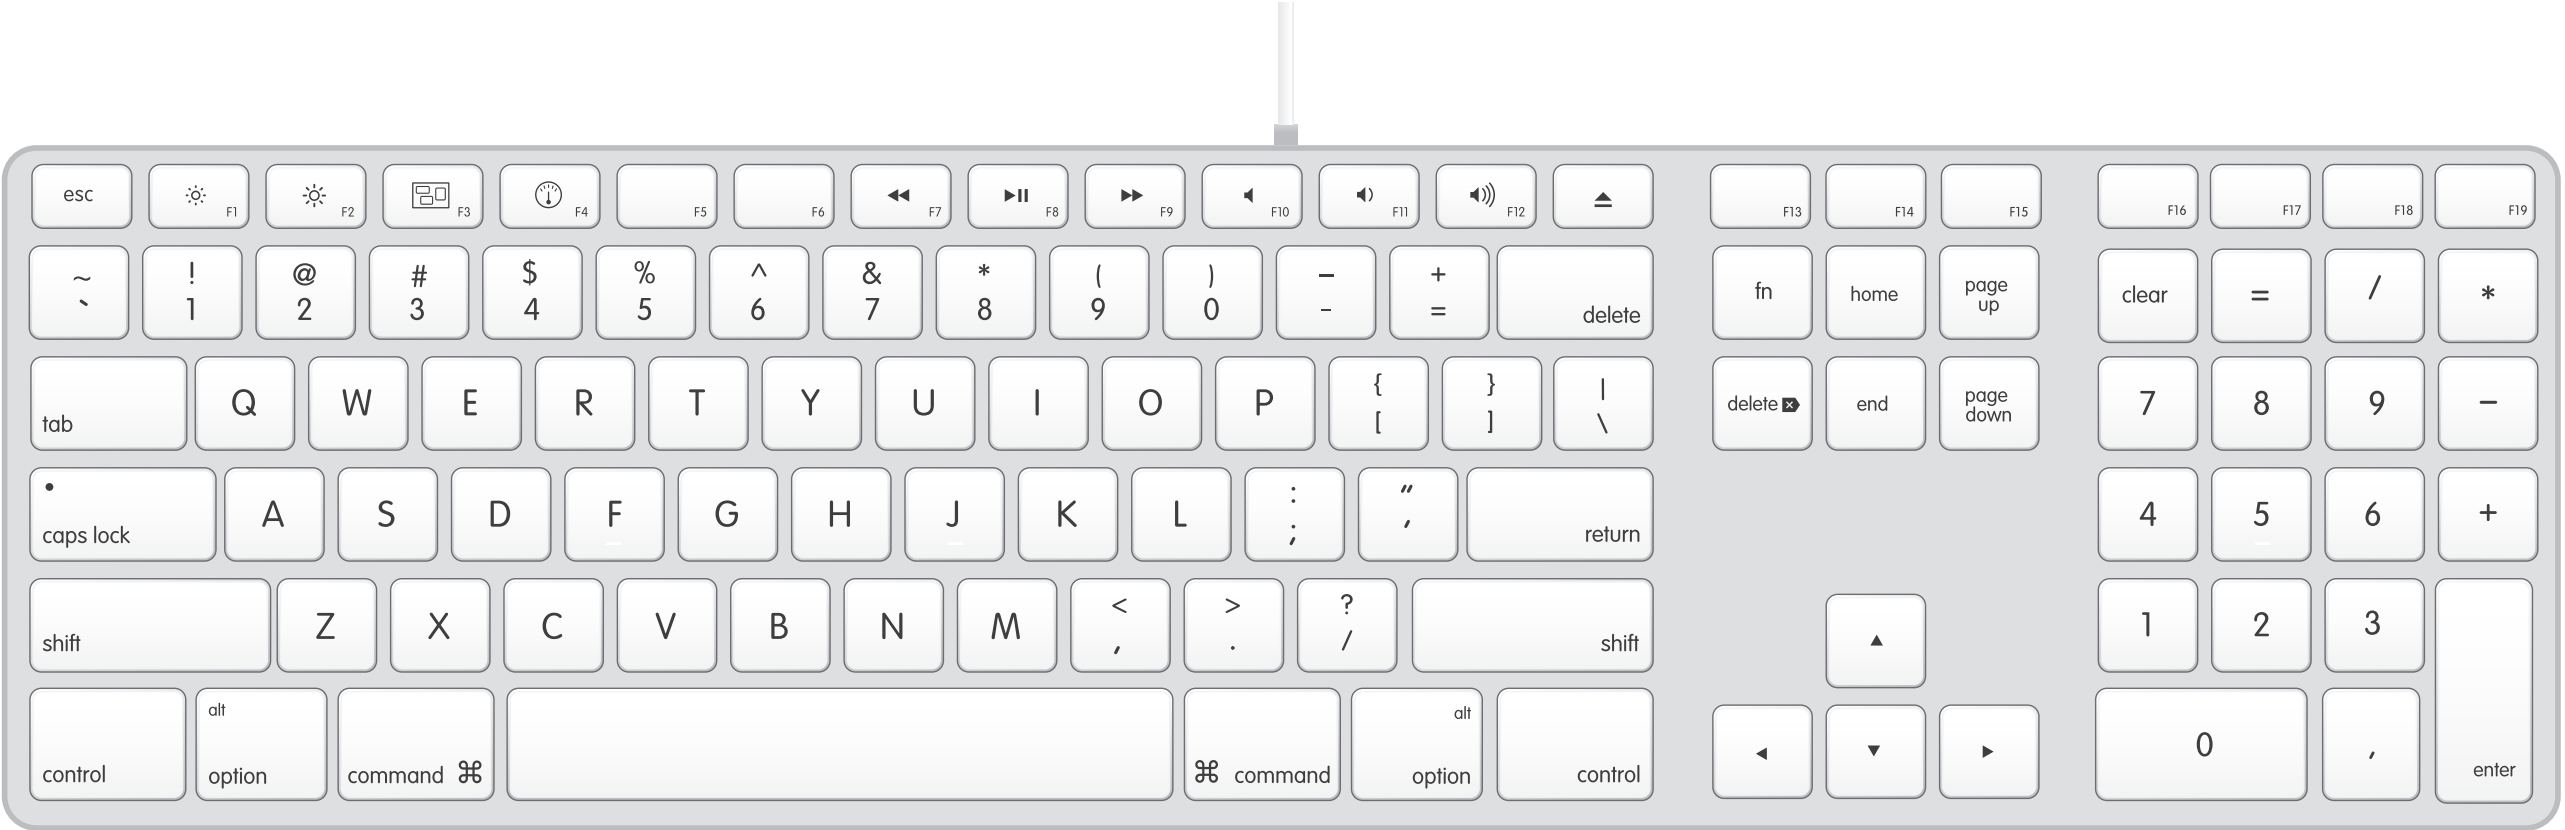 esc F1 F2 F3 F4 F5 F6 F7 F8 F9 F10 F11 F12 F13 F14 F15 F16 F17 F18 F19
~ ! @ # $ % ^ & * ( ) – +
` 1 2 3 4 5 6 7 8 9 0 - = delete fn home page up clear = / *
tab Q W E R T Y U I O P { } |
[ ] \ delete end page down 7 8 9 –
caps lock A S D F G H J K L : "
; ' return 4 5 6 +
shift Z X C V B N M < > ?
, . / shift ▲ 1 2 3
alt alt
control option command ⌘ ⌘ command option control ◀ ▼ ▶ 0 , enter